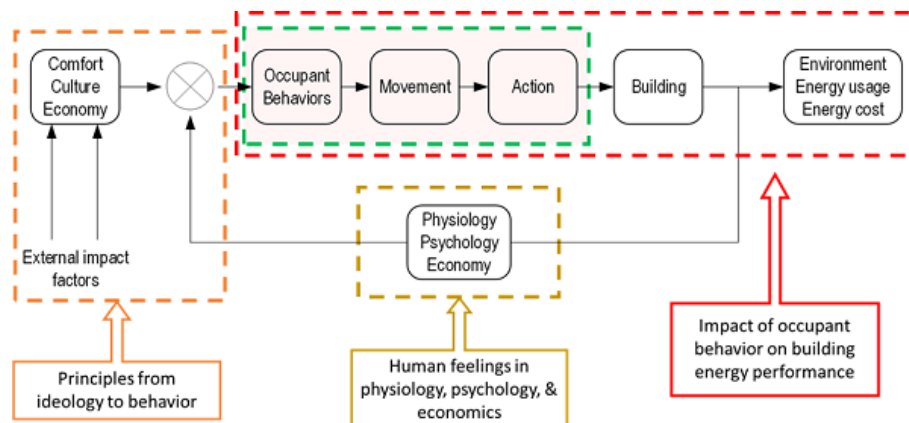 Comfort
Culture
Economy
Occupant
Behaviors
Movement
Action
Building
Environment
Energy usage
Energy cost
External impact
factors
Physiology
Psychology
Economy
Principles from
ideology to behavior
Human feelings in
physiology, psychology, &
economics
Impact of occupant
behavior on building
energy performance